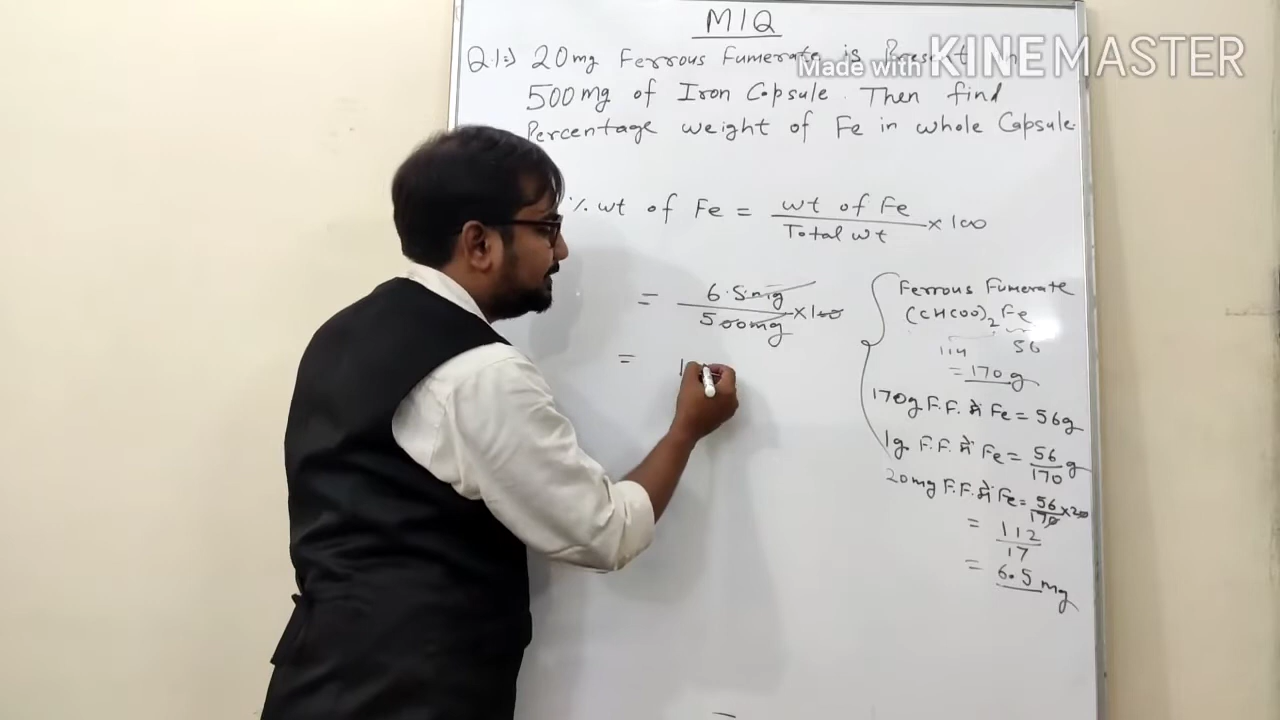 MIQ
Q.1⇒ 20mg Ferrous Fumerate is Present
500mg of Iron Capsule. Then find
Percentage weight of Fe in whole Capsule.
Made with KINEMASTER
% wt of Fe = wt of Fe / Total wt × 100
= 6.5mg / 500mg × 100
=
Ferrous Fumerate
(CHCOO)₂ Fe
114 56
= 170 g
170g F.F. में Fe = 56g
1g F.F. में Fe = 56/170 g
20mg F.F. में Fe = 56/170 × 20
= 112/17
= 6.5 mg